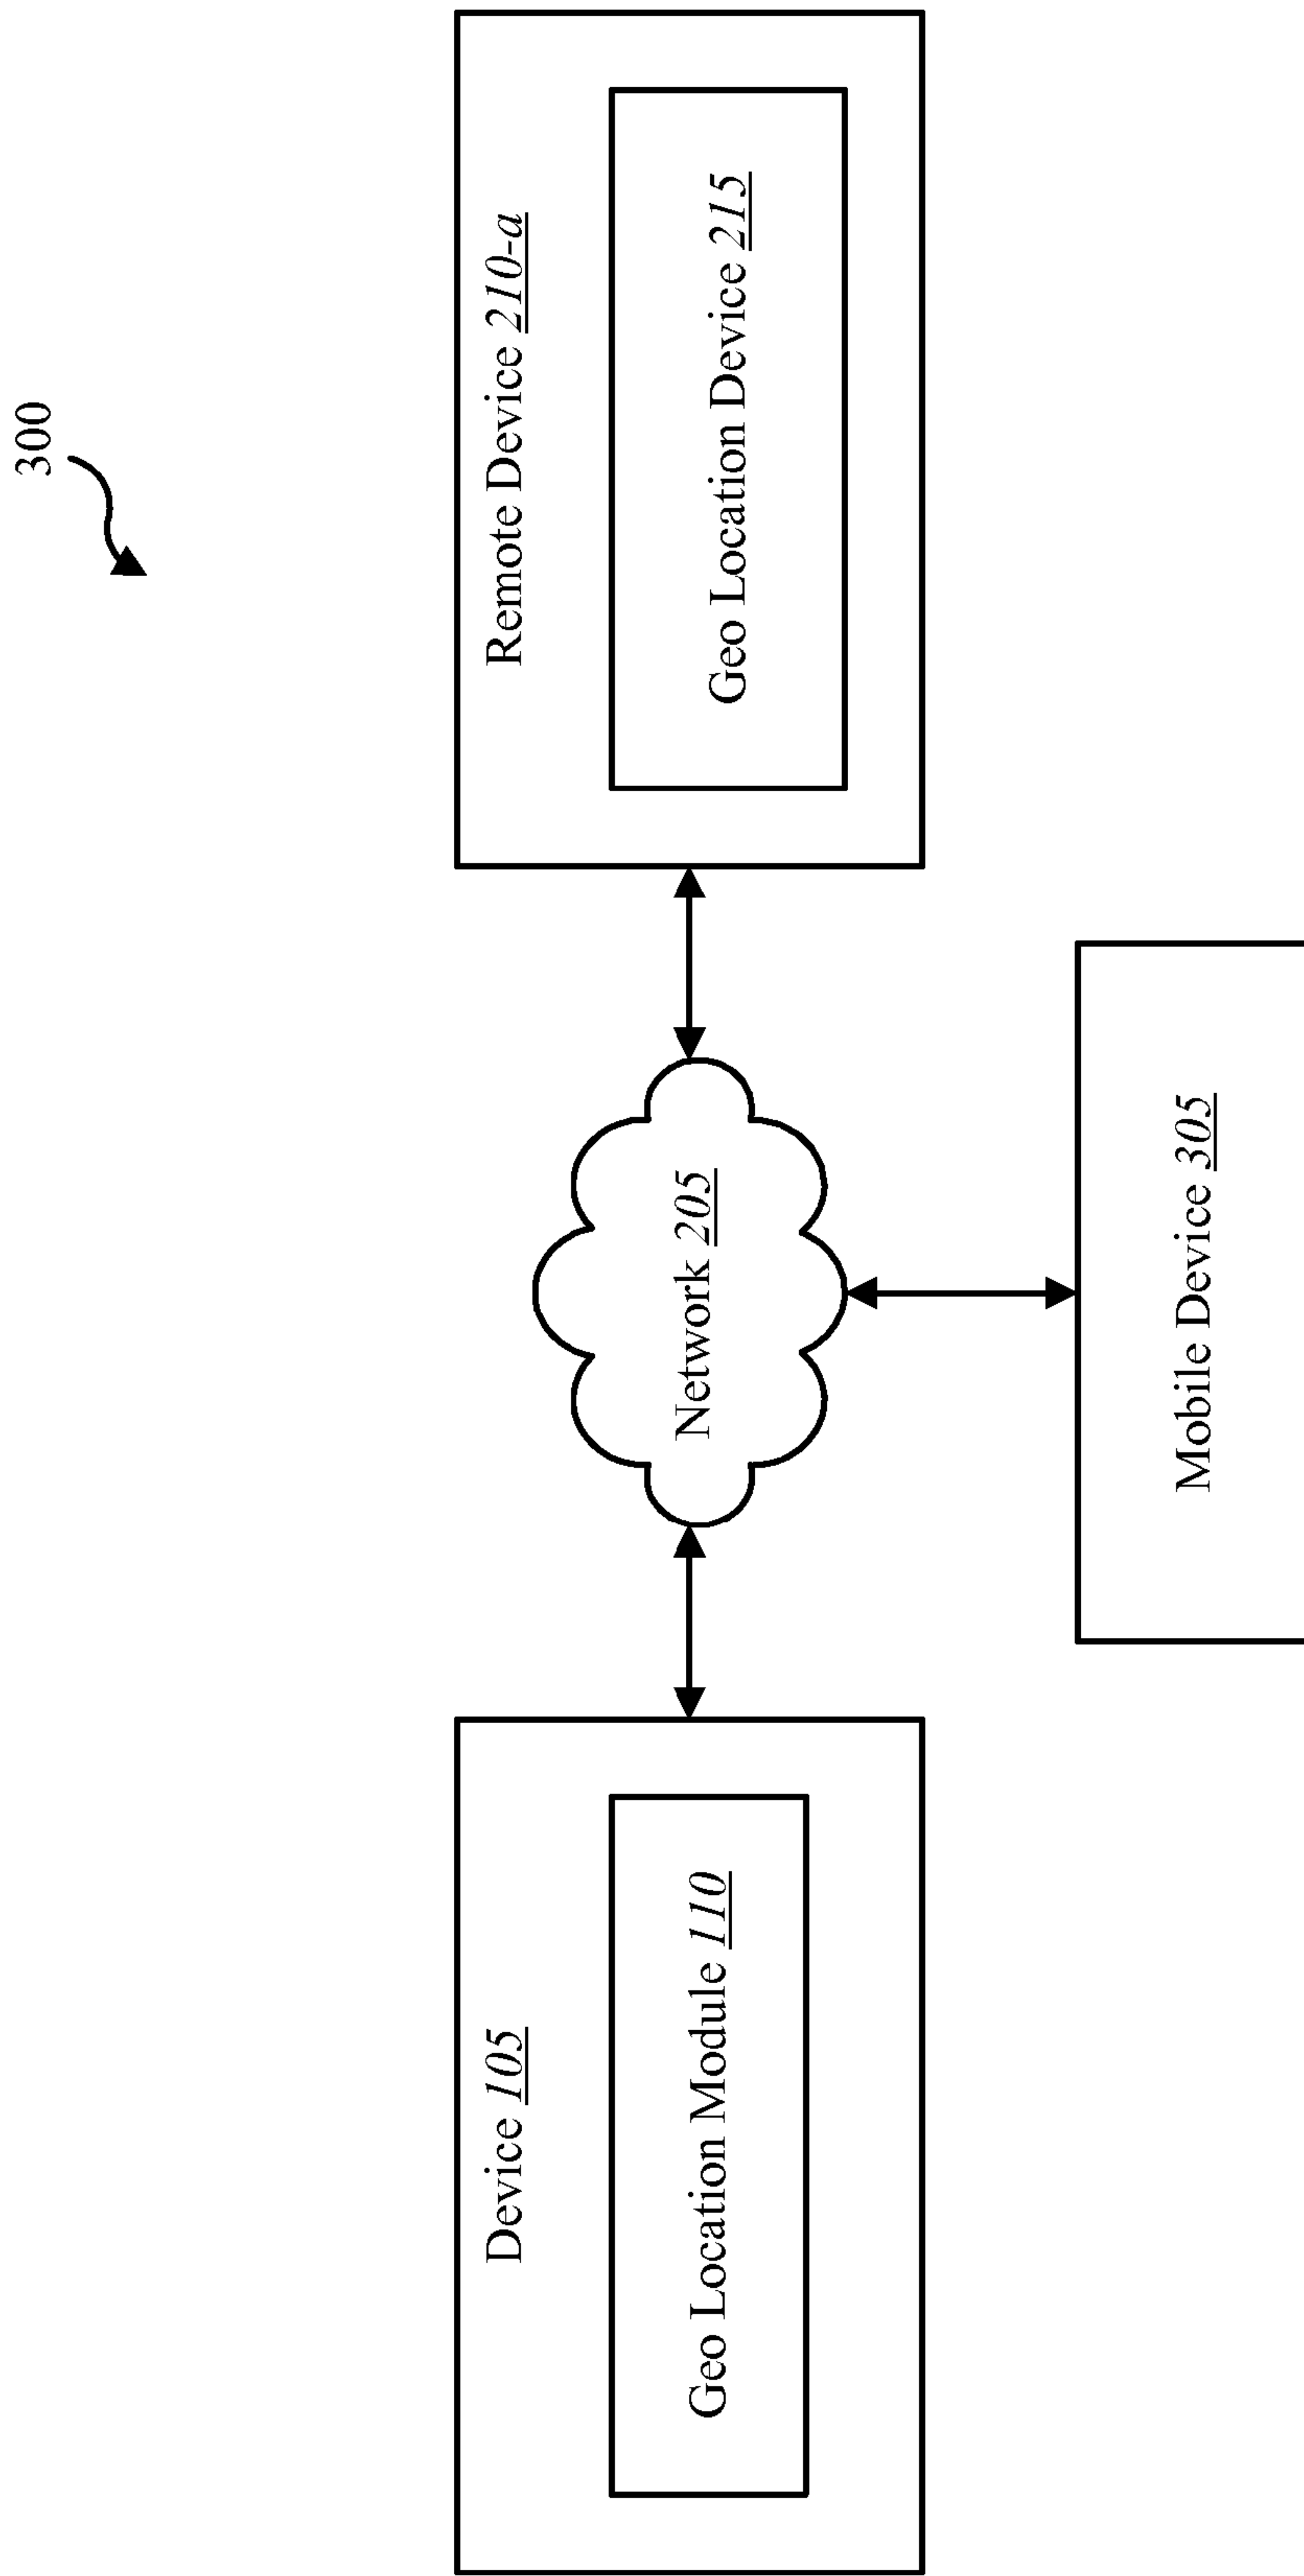 300
Device 105
Geo Location Module 110
Network 205
Remote Device 210-a
Geo Location Device 215
Mobile Device 305